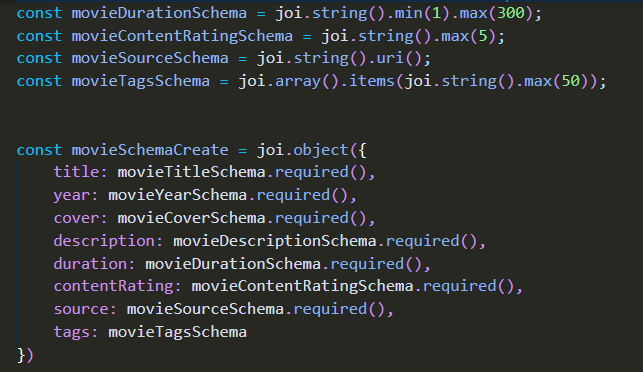 const movieDurationSchema = joi.string().min(1).max(300);
const movieContentRatingSchema = joi.string().max(5);
const movieSourceSchema = joi.string().uri();
const movieTagsSchema = joi.array().items(joi.string().max(50));
const movieSchemaCreate = joi.object({
title: movieTitleSchema.required(),
year: movieYearSchema.required(),
cover: movieCoverSchema.required(),
description: movieDescriptionSchema.required(),
duration: movieDurationSchema.required(),
contentRating: movieContentRatingSchema.required(),
source: movieSourceSchema.required(),
tags: movieTagsSchema
})